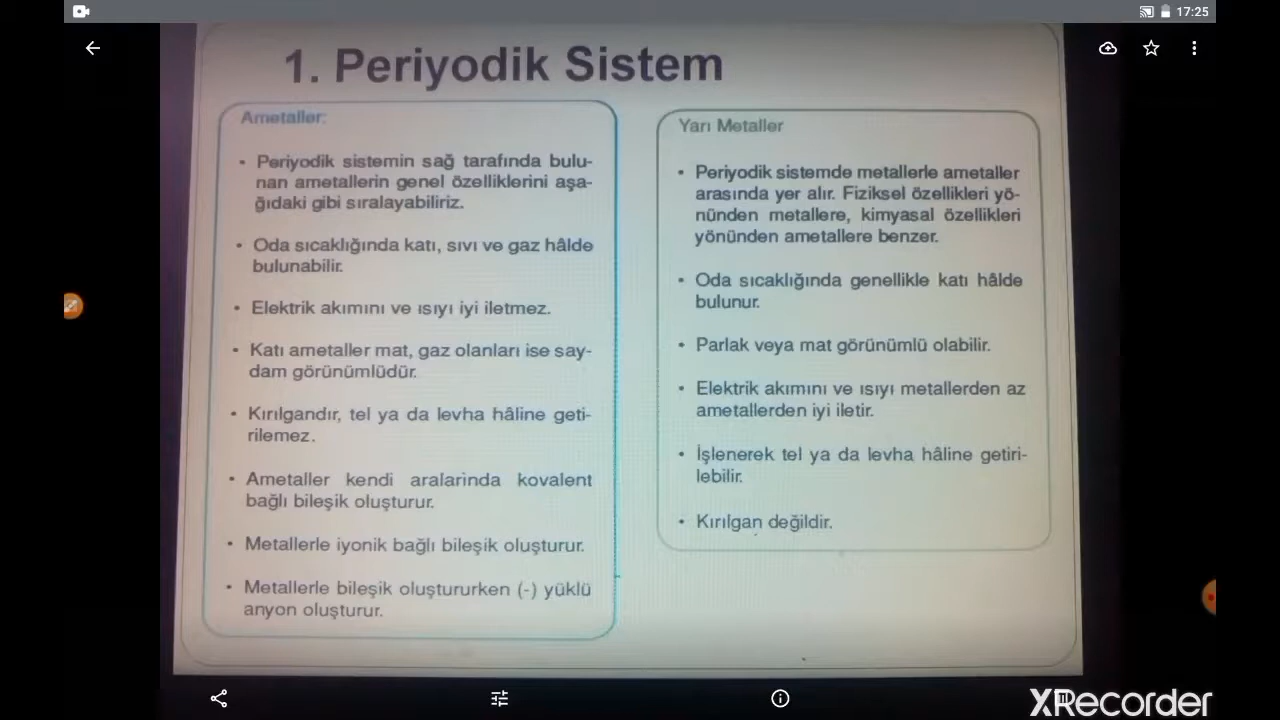 17:25
1. Periyodik Sistem
Ametaller:
• Periyodik sistemin sağ tarafında bulu-
nan ametallerin genel özelliklerini aşa-
ğıdaki gibi sıralayabiliriz.
• Oda sıcaklığında katı, sıvı ve gaz hâlde
bulunabilir.
• Elektrik akımını ve ısıyı iyi iletmez.
• Katı ametaller mat, gaz olanları ise say-
dam görünümlüdür.
• Kırılgandır, tel ya da levha hâline geti-
rilemez.
• Ametaller kendi aralarinda kovalent
bağlı bileşik oluşturur.
• Metallerle iyonik bağlı bileşik oluşturur.
• Metallerle bileşik oluştururken (-) yüklü
anyon oluşturur.
Yarı Metaller
• Periyodik sistemde metallerle ametaller
arasında yer alır. Fiziksel özellikleri yö-
nünden metallere, kimyasal özellikleri
yönünden ametallere benzer.
• Oda sıcaklığında genellikle katı hâlde
bulunur.
• Parlak veya mat görünümlü olabilir.
• Elektrik akımını ve ısıyı metallerden az
ametallerden iyi iletir.
• İşlenerek tel ya da levha hâline getiri-
lebilir.
• Kırılgan değildir.
XRecorder